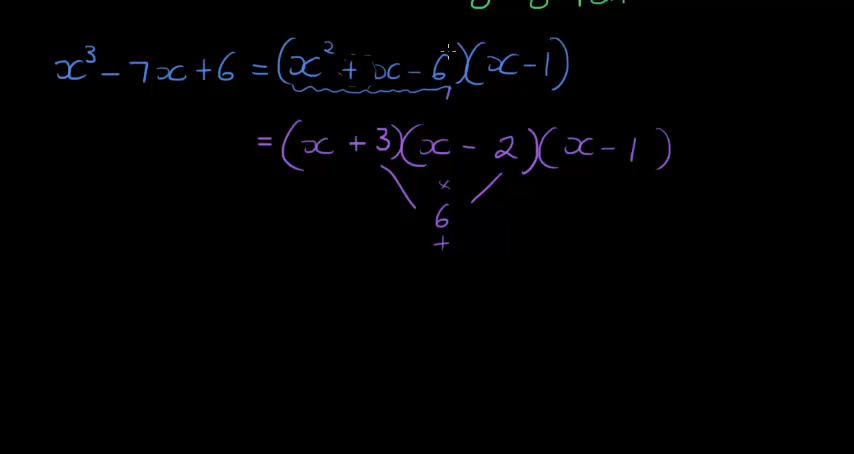 x³ - 7x + 6 = (x² + x - 6)(x - 1)
= (x + 3)(x - 2)(x - 1)
×
6
+